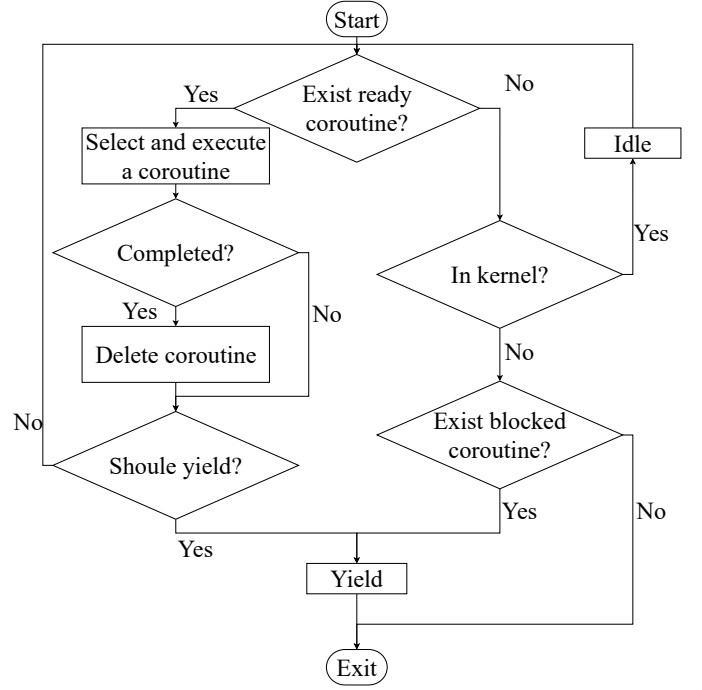 Start
Exist ready
coroutine?
Yes
No
Select and execute
a coroutine
Idle
Completed?
Yes
In kernel?
Yes
No
Delete coroutine
No
Exist blocked
coroutine?
No
Shoule yield?
Yes
Yes
No
Yield
Exit